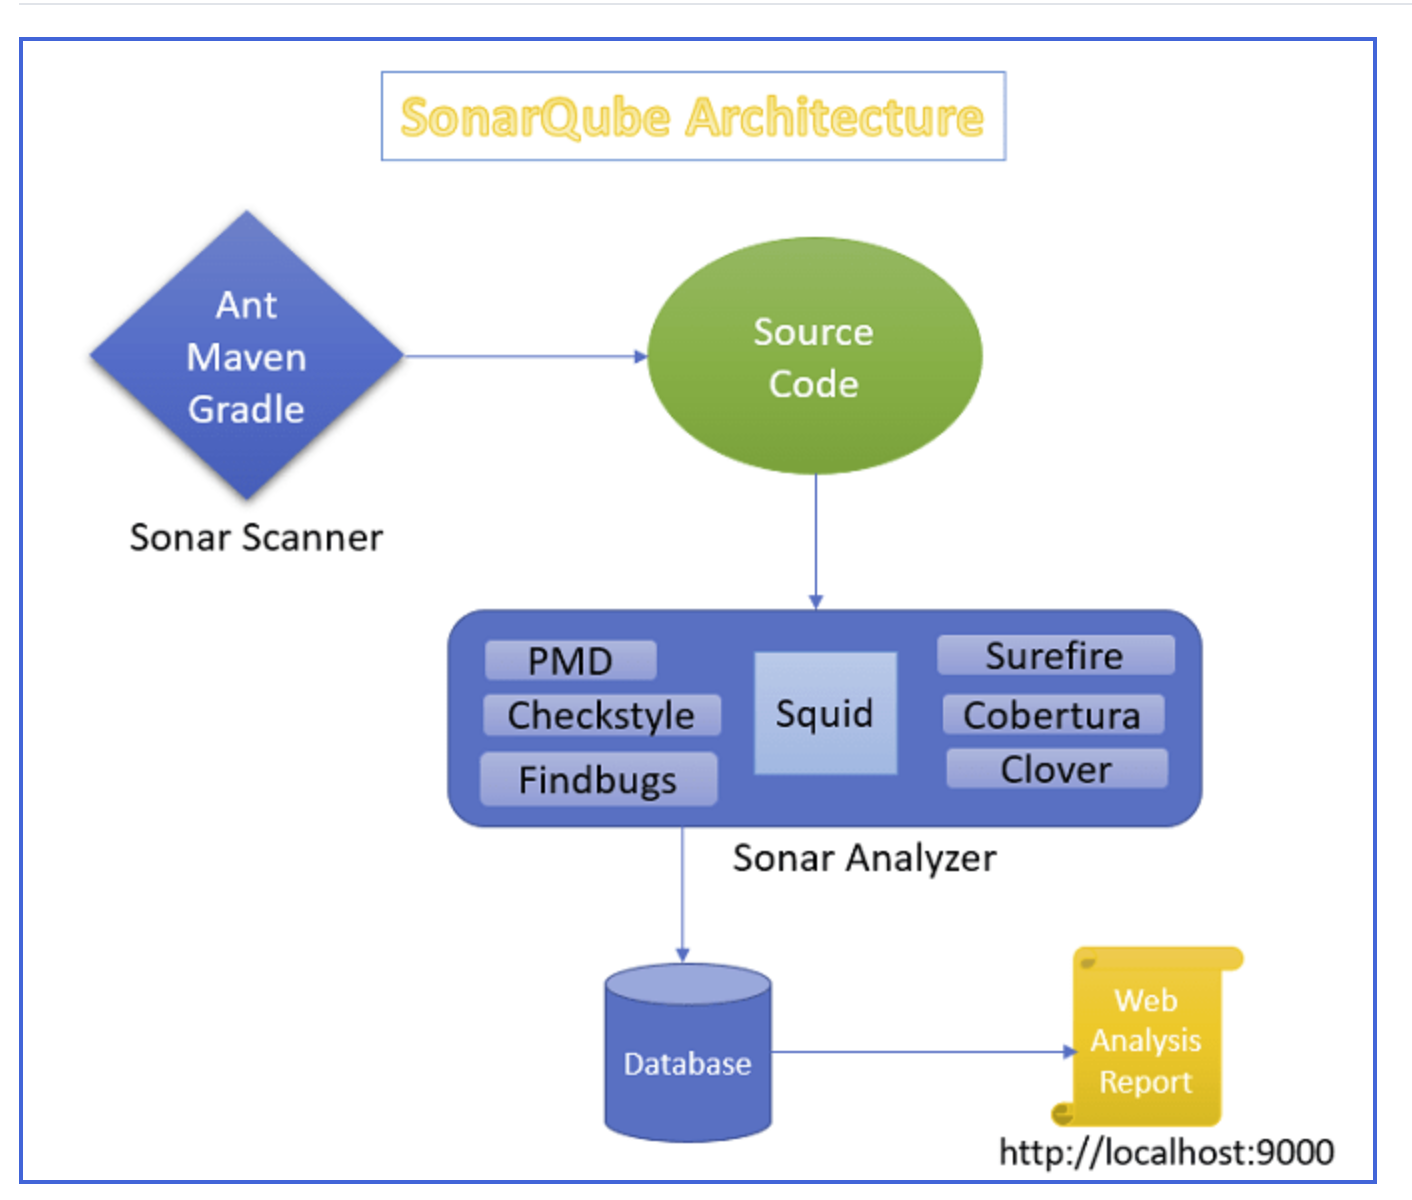 SonarQube Architecture
Ant
Maven
Gradle
Sonar Scanner
Source
Code
PMD
Checkstyle
Findbugs
Squid
Surefire
Cobertura
Clover
Sonar Analyzer
Database
Web
Analysis
Report
http://localhost:9000